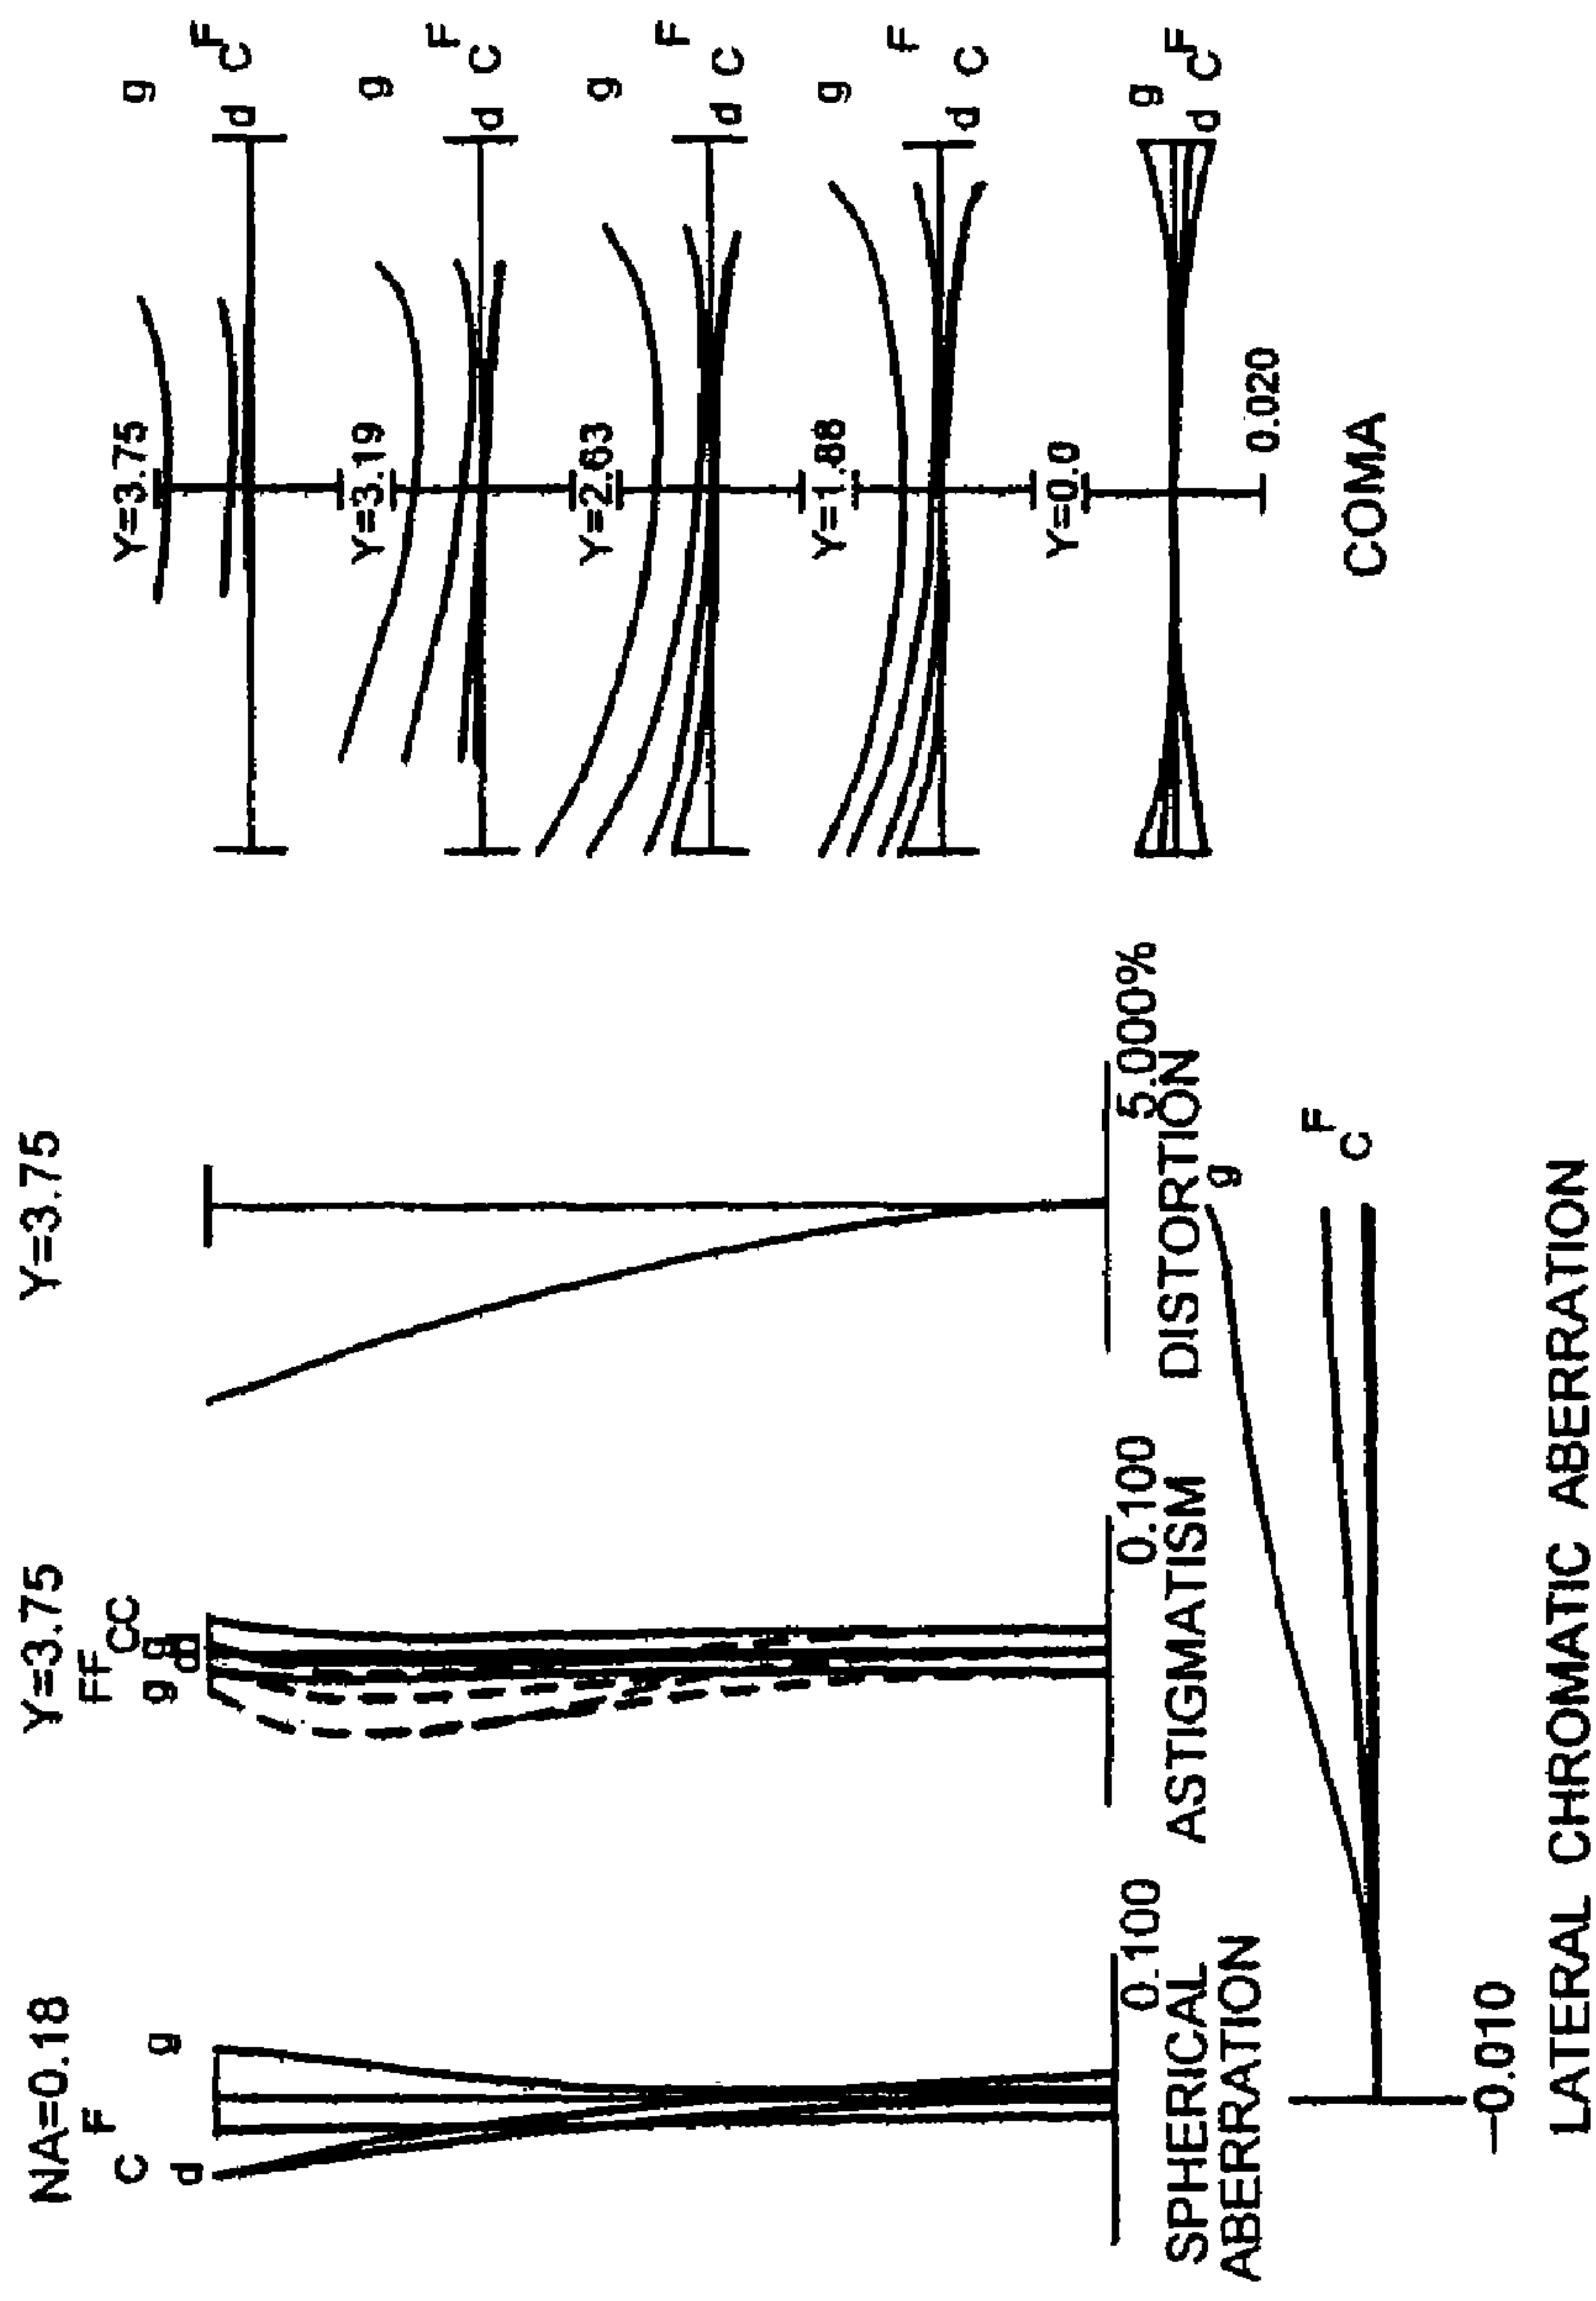 NA=0.18
F
C
g
d
0.100
SPHERICAL
ABERRATION
Y=3.75
FF
CC
g g
d
0.100
ASTIGMATISM
Y=3.75
5.000%
DISTORTION
g
F
C
−0.010
LATERAL CHROMATIC ABERRATION
Y=3.75
g
F
C
d
Y=3.19
g
F
C
d
Y=2.63
g
F
C
d
Y=1.88
g
F
C
d
Y=0.0
g
F
C
d
0.020
COMA